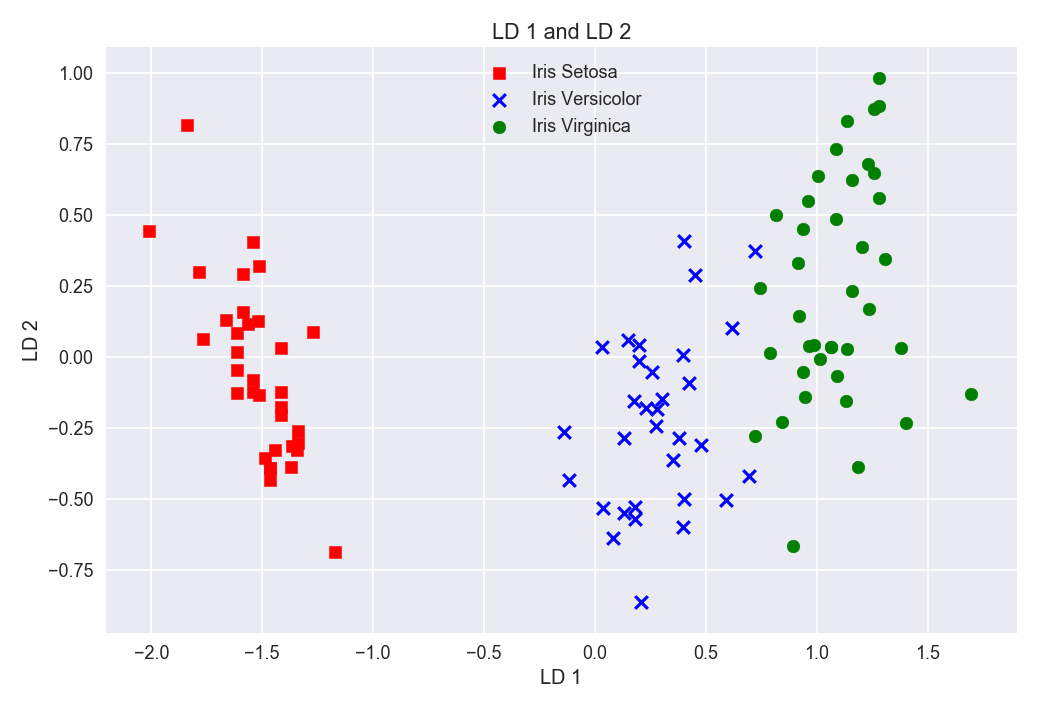 LD 1 and LD 2
Iris Setosa
Iris Versicolor
Iris Virginica
1.00
0.75
0.50
0.25
0.00
−0.25
−0.50
−0.75
LD 2
−2.0 −1.5 −1.0 −0.5 0.0 0.5 1.0 1.5
LD 1